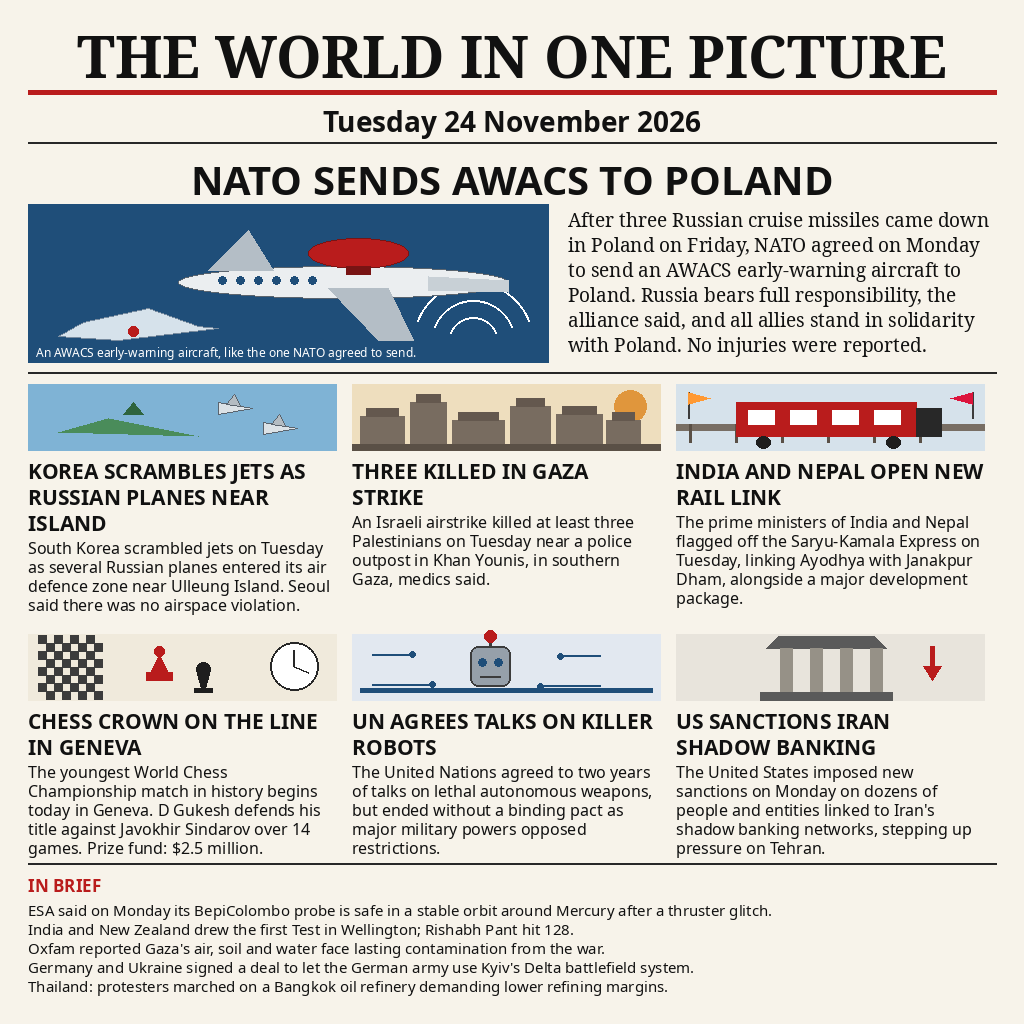 THE WORLD IN ONE PICTURE
Tuesday 24 November 2026
NATO SENDS AWACS TO POLAND
An AWACS early-warning aircraft, like the one NATO agreed to send.
After three Russian cruise missiles came down
in Poland on Friday, NATO agreed on Monday
to send an AWACS early-warning aircraft to
Poland. Russia bears full responsibility, the
alliance said, and all allies stand in solidarity
with Poland. No injuries were reported.
KOREA SCRAMBLES JETS AS
RUSSIAN PLANES NEAR
ISLAND
South Korea scrambled jets on Tuesday
as several Russian planes entered its air
defence zone near Ulleung Island. Seoul
said there was no airspace violation.
THREE KILLED IN GAZA
STRIKE
An Israeli airstrike killed at least three
Palestinians on Tuesday near a police
outpost in Khan Younis, in southern
Gaza, medics said.
INDIA AND NEPAL OPEN NEW
RAIL LINK
The prime ministers of India and Nepal
flagged off the Saryu-Kamala Express on
Tuesday, linking Ayodhya with Janakpur
Dham, alongside a major development
package.
CHESS CROWN ON THE LINE
IN GENEVA
The youngest World Chess
Championship match in history begins
today in Geneva. D Gukesh defends his
title against Javokhir Sindarov over 14
games. Prize fund: $2.5 million.
UN AGREES TALKS ON KILLER
ROBOTS
The United Nations agreed to two years
of talks on lethal autonomous weapons,
but ended without a binding pact as
major military powers opposed
restrictions.
US SANCTIONS IRAN
SHADOW BANKING
The United States imposed new
sanctions on Monday on dozens of
people and entities linked to Iran's
shadow banking networks, stepping up
pressure on Tehran.
IN BRIEF
ESA said on Monday its BepiColombo probe is safe in a stable orbit around Mercury after a thruster glitch.
India and New Zealand drew the first Test in Wellington; Rishabh Pant hit 128.
Oxfam reported Gaza's air, soil and water face lasting contamination from the war.
Germany and Ukraine signed a deal to let the German army use Kyiv's Delta battlefield system.
Thailand: protesters marched on a Bangkok oil refinery demanding lower refining margins.